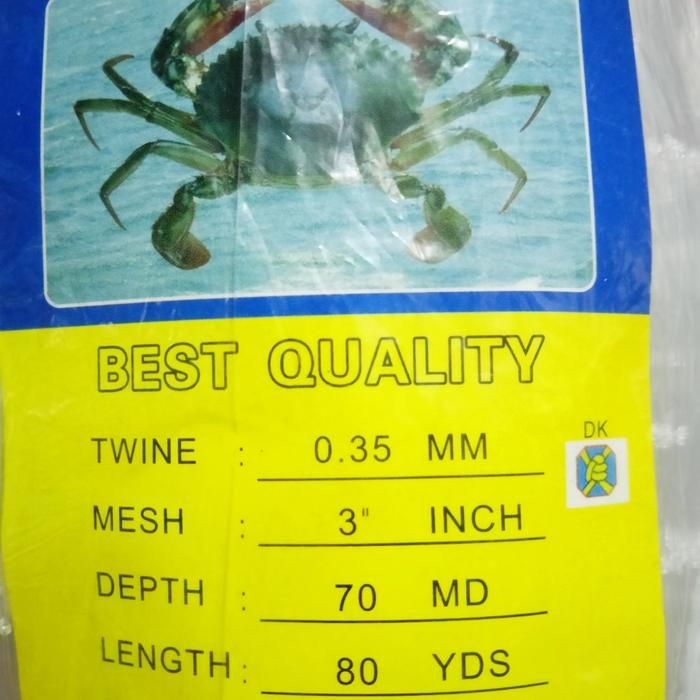 BEST QUALITY
TWINE : 0.35 MM
DK
MESH : 3" INCH
DEPTH : 70 MD
LENGTH : 80 YDS